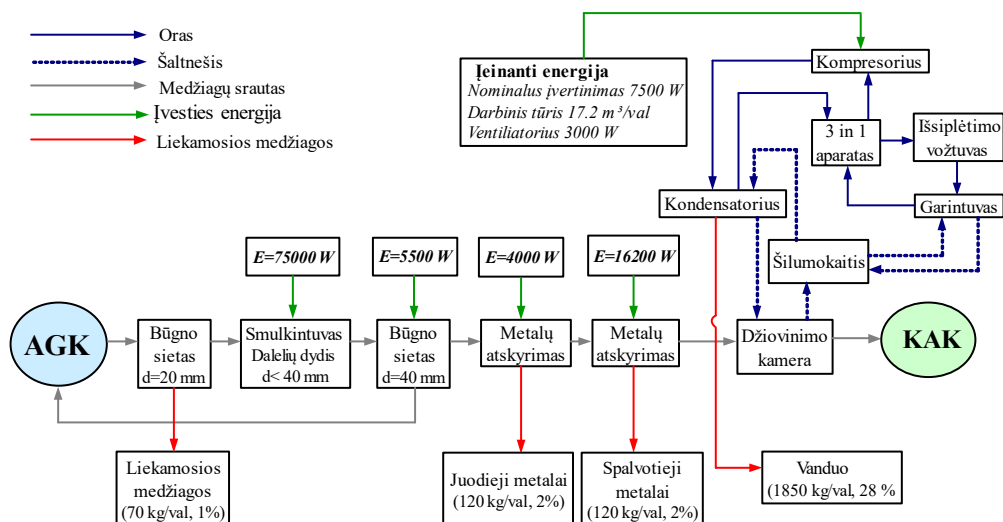 Oras
Šaltnešis
Medžiagų srautas
Įvesties energija
Liekamosios medžiagos
Įeinanti energija
Nominalus įvertinimas 7500 W
Darbinis tūris 17.2 m³/val
Ventiliatorius 3000 W
Kompresorius
3 in 1
aparatas
Išsiplėtimo
vožtuvas
Kondensatorius
Garintuvas
Šilumokaitis
E=75000 W
E=5500 W
E=4000 W
E=16200 W
AGK
Būgno
sietas
d=20 mm
Smulkintuvas
Dalelių dydis
d< 40 mm
Būgno
sietas
d=40 mm
Metalų
atskyrimas
Metalų
atskyrimas
Džiovinimo
kamera
KAK
Liekamosios
medžiagos
(70 kg/val, 1%)
Juodieji metalai
(120 kg/val, 2%)
Spalvotieji
metalai
(120 kg/val, 2%)
Vanduo
(1850 kg/val, 28 %